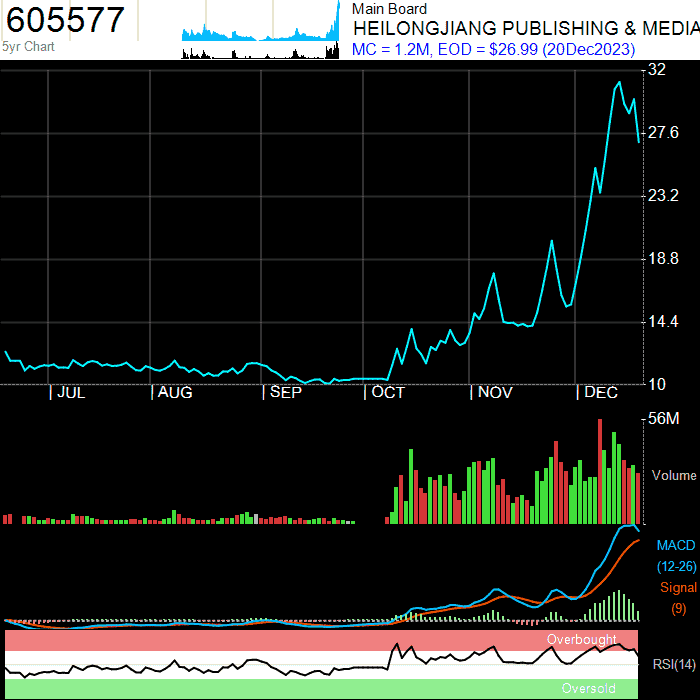 605577
5yr Chart
Main Board
HEILONGJIANG PUBLISHING & MEDIA
MC = 1.2M, EOD = $26.99 (20Dec2023)
32
27.6
23.2
18.8
14.4
10
| JUL | AUG | SEP | OCT | NOV | DEC
56M
Volume
MACD
(12-26)
Signal
(9)
Overbought
RSI(14)
Oversold